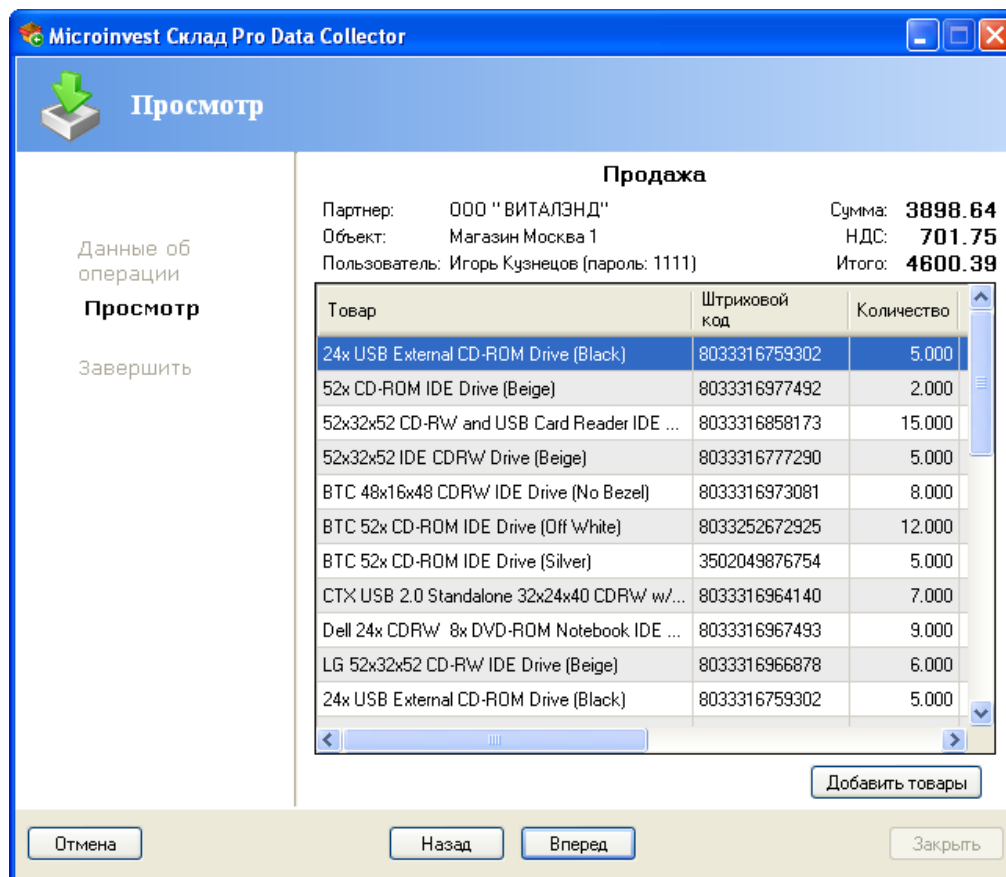 Microinvest Склад Pro Data Collector
Просмотр
Данные об
операции
Просмотр
Завершить
Продажа
Партнер: ООО "ВИТАЛЭНД" Сумма: 3898.64
Объект: Магазин Москва 1 НДС: 701.75
Пользователь: Игорь Кузнецов (пароль: 1111) Итого: 4600.39
Товар Штриховой код Количество
24x USB External CD-ROM Drive (Black) 8033316759302 5.000
52x CD-ROM IDE Drive (Beige) 8033316977492 2.000
52x32x52 CD-RW and USB Card Reader IDE ... 8033316858173 15.000
52x32x52 IDE CDRW Drive (Beige) 8033316777290 5.000
BTC 48x16x48 CDRW IDE Drive (No Bezel) 8033316973081 8.000
BTC 52x CD-ROM IDE Drive (Off White) 8033252672925 12.000
BTC 52x CD-ROM IDE Drive (Silver) 3502049876754 5.000
CTX USB 2.0 Standalone 32x24x40 CDRW w/... 8033316964140 7.000
Dell 24x CDRW 8x DVD-ROM Notebook IDE ... 8033316967493 9.000
LG 52x32x52 CD-RW IDE Drive (Beige) 8033316966878 6.000
24x USB External CD-ROM Drive (Black) 8033316759302 5.000
Добавить товары
Отмена Назад Вперед Закрыть